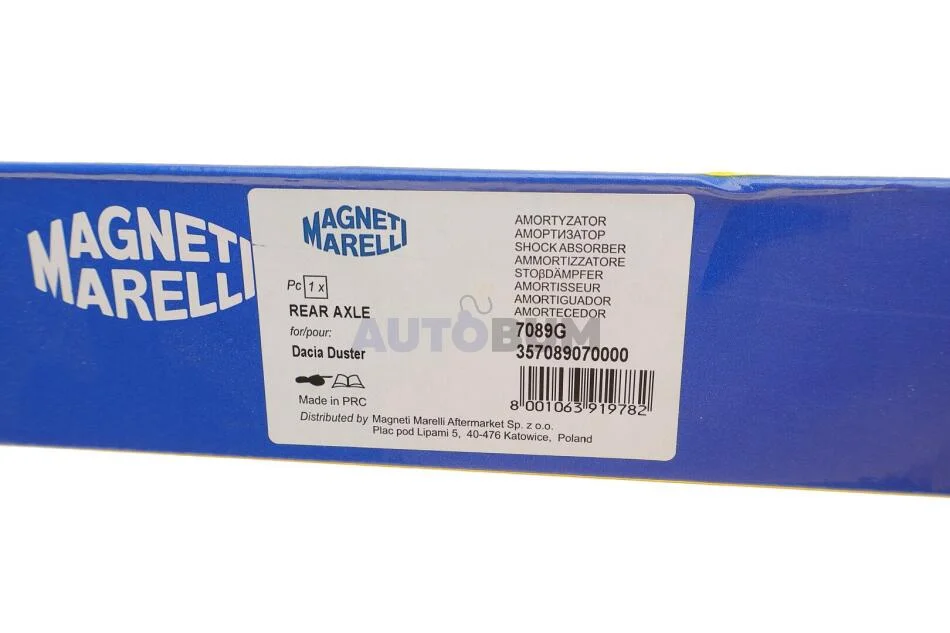 MAGNETI
MARELLI
MAGNETI
MARELLI
Pc 1 x
REAR AXLE
for/pour:
Dacia Duster
Made in PRC
Distributed by Magneti Marelli Aftermarket Sp. z o.o.
Plac pod Lipami 5, 40-476 Katowice, Poland
AMORTYZATOR
АМОРТИЗАТОР
SHOCK ABSORBER
AMMORTIZZATORE
STOβDÄMPFER
AMORTISSEUR
AMORTIGUADOR
AMORTECEDOR
7089G
357089070000
8 001063 919782
AUTOBUM